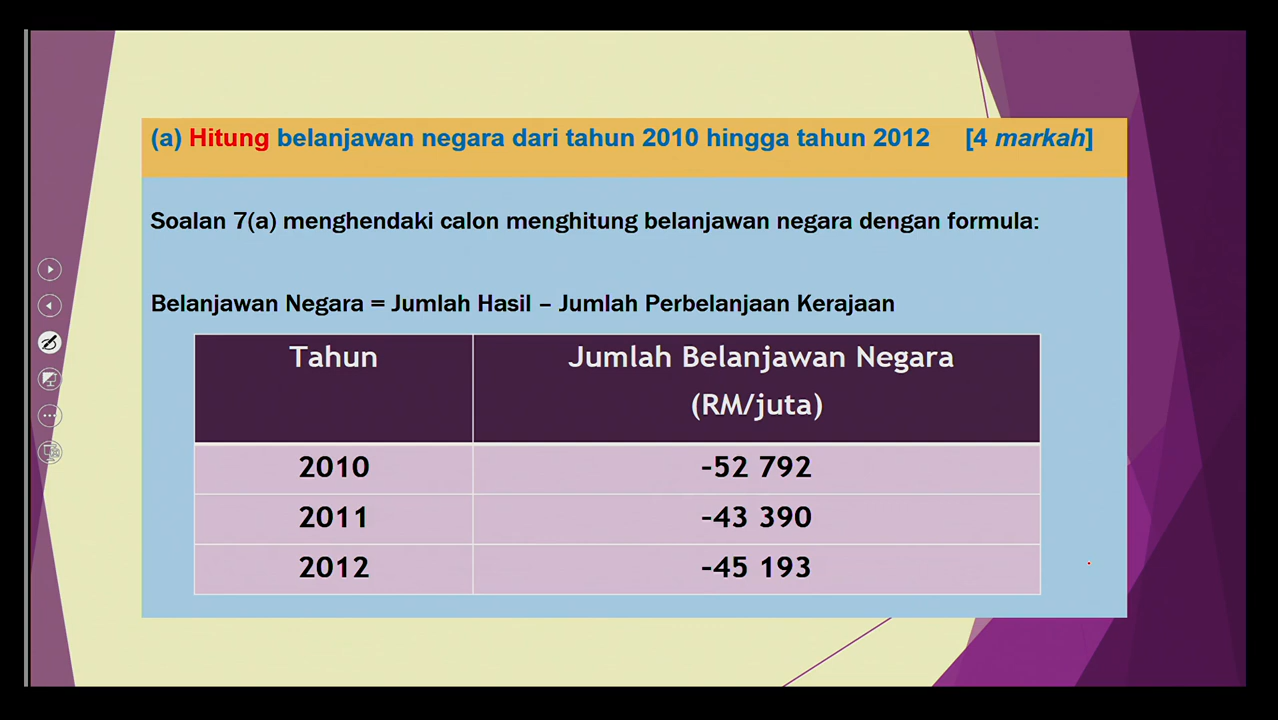 (a) Hitung belanjawan negara dari tahun 2010 hingga tahun 2012 [4 markah]
Soalan 7(a) menghendaki calon menghitung belanjawan negara dengan formula:
Belanjawan Negara = Jumlah Hasil – Jumlah Perbelanjaan Kerajaan
Tahun Jumlah Belanjawan Negara
(RM/juta)
2010 -52 792
2011 -43 390
2012 -45 193